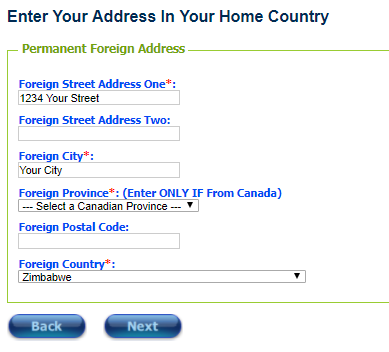 Enter Your Address In Your Home Country
Permanent Foreign Address
Foreign Street Address One*:
1234 Your Street
Foreign Street Address Two:
Foreign City*:
Your City
Foreign Province*: (Enter ONLY IF From Canada)
--- Select a Canadian Province ---
Foreign Postal Code:
Foreign Country*:
Zimbabwe
Back Next